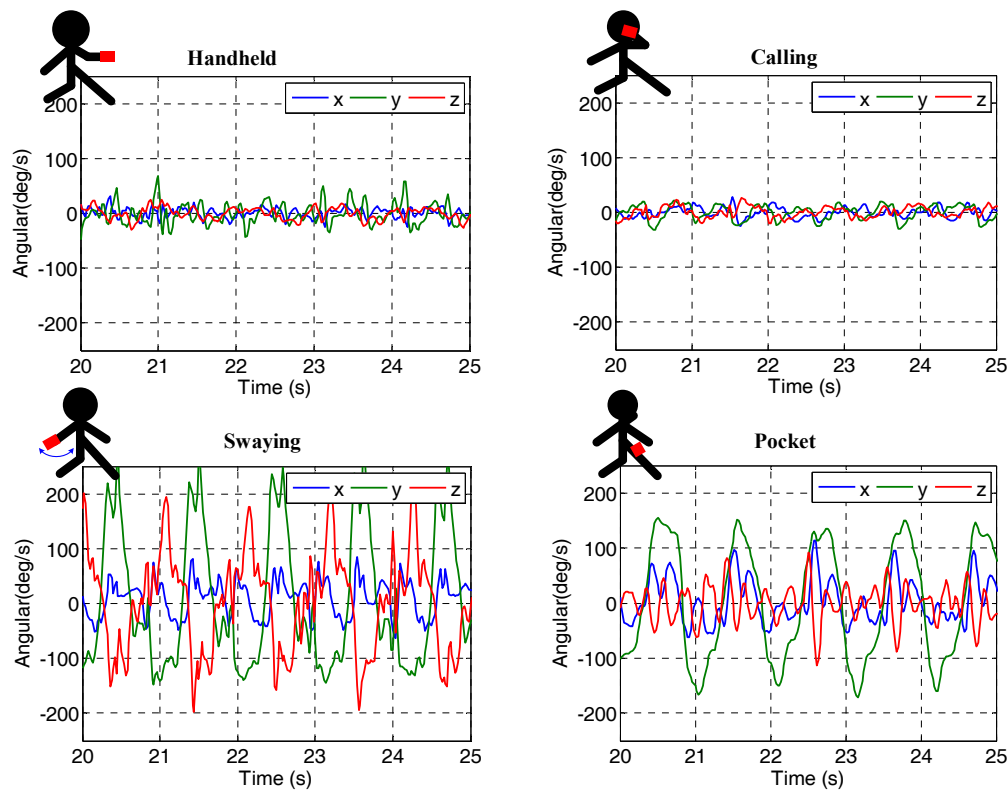 Handheld
x y z
200
100
0
-100
-200
Angular(deg/s)
20 21 22 23 24 25
Time (s)
Calling
x y z
200
100
0
-100
-200
Angular(deg/s)
20 21 22 23 24 25
Time (s)
Swaying
x y z
200
100
0
-100
-200
Angular(deg/s)
20 21 22 23 24 25
Time (s)
Pocket
x y z
200
100
0
-100
-200
Angular(deg/s)
20 21 22 23 24 25
Time (s)